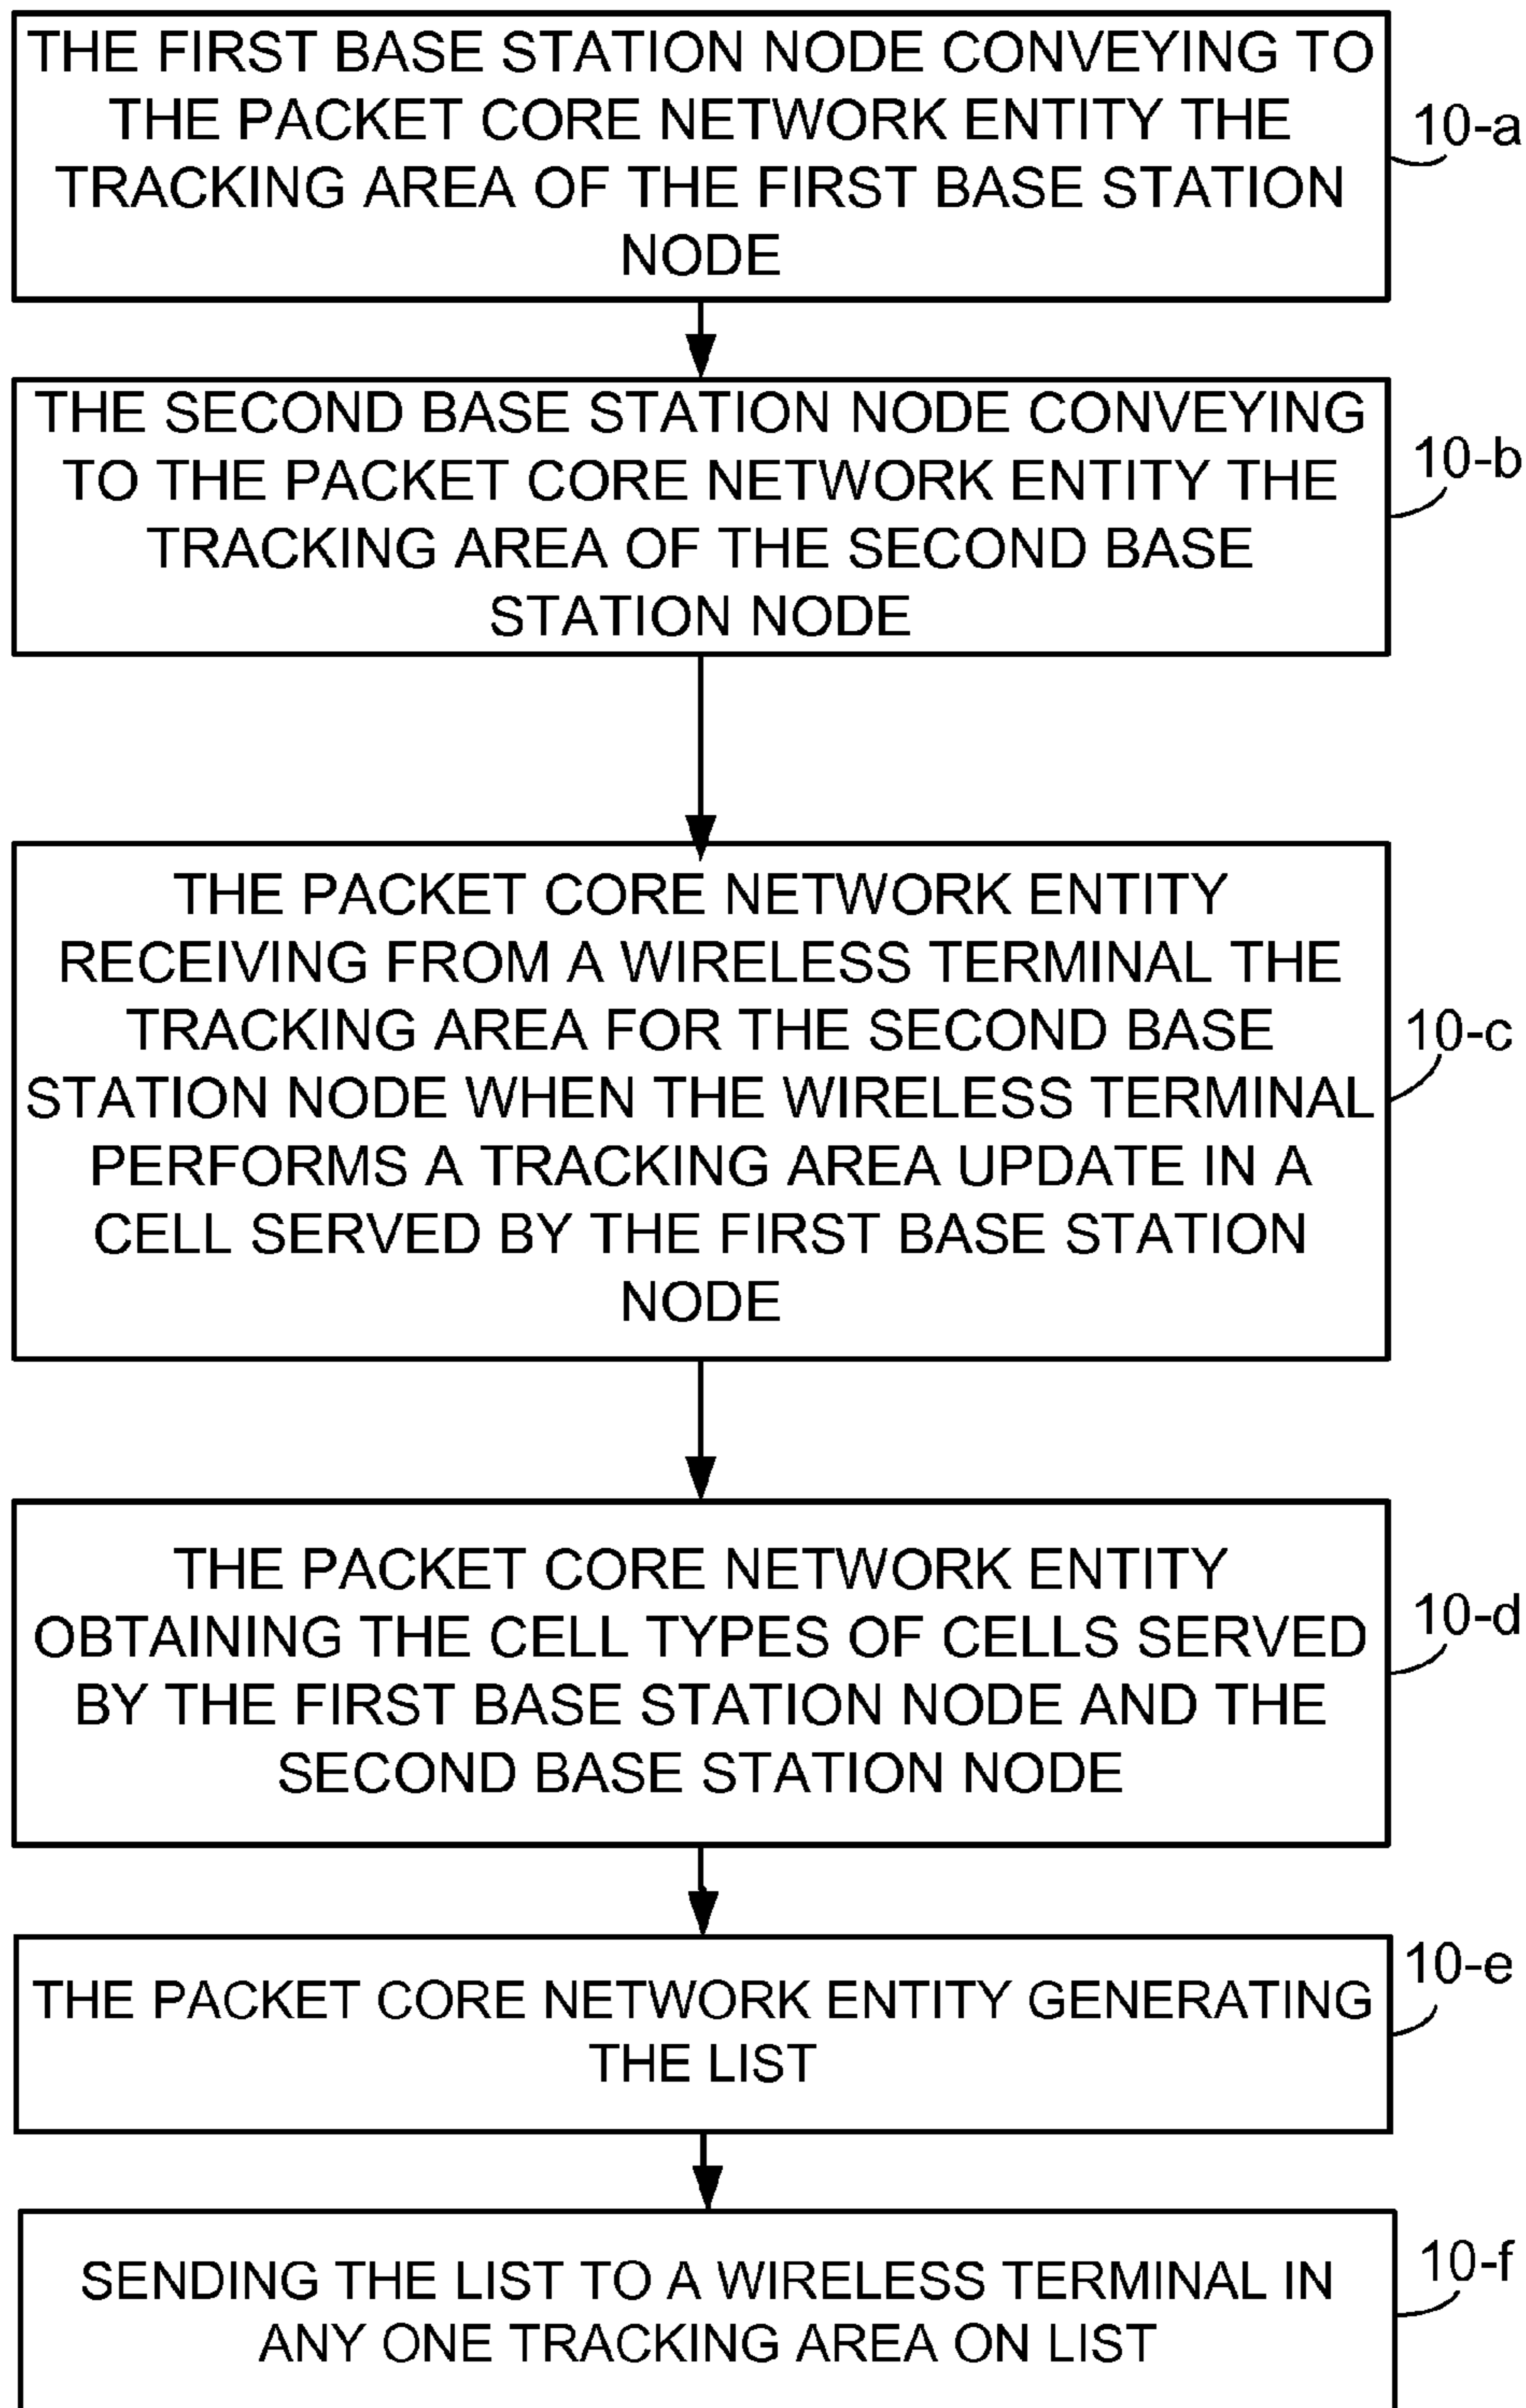 THE FIRST BASE STATION NODE CONVEYING TO
THE PACKET CORE NETWORK ENTITY THE
TRACKING AREA OF THE FIRST BASE STATION
NODE
10-a
THE SECOND BASE STATION NODE CONVEYING
TO THE PACKET CORE NETWORK ENTITY THE
TRACKING AREA OF THE SECOND BASE
STATION NODE
10-b
THE PACKET CORE NETWORK ENTITY
RECEIVING FROM A WIRELESS TERMINAL THE
TRACKING AREA FOR THE SECOND BASE
STATION NODE WHEN THE WIRELESS TERMINAL
PERFORMS A TRACKING AREA UPDATE IN A
CELL SERVED BY THE FIRST BASE STATION
NODE
10-c
THE PACKET CORE NETWORK ENTITY
OBTAINING THE CELL TYPES OF CELLS SERVED
BY THE FIRST BASE STATION NODE AND THE
SECOND BASE STATION NODE
10-d
THE PACKET CORE NETWORK ENTITY GENERATING
THE LIST
10-e
SENDING THE LIST TO A WIRELESS TERMINAL IN
ANY ONE TRACKING AREA ON LIST
10-f